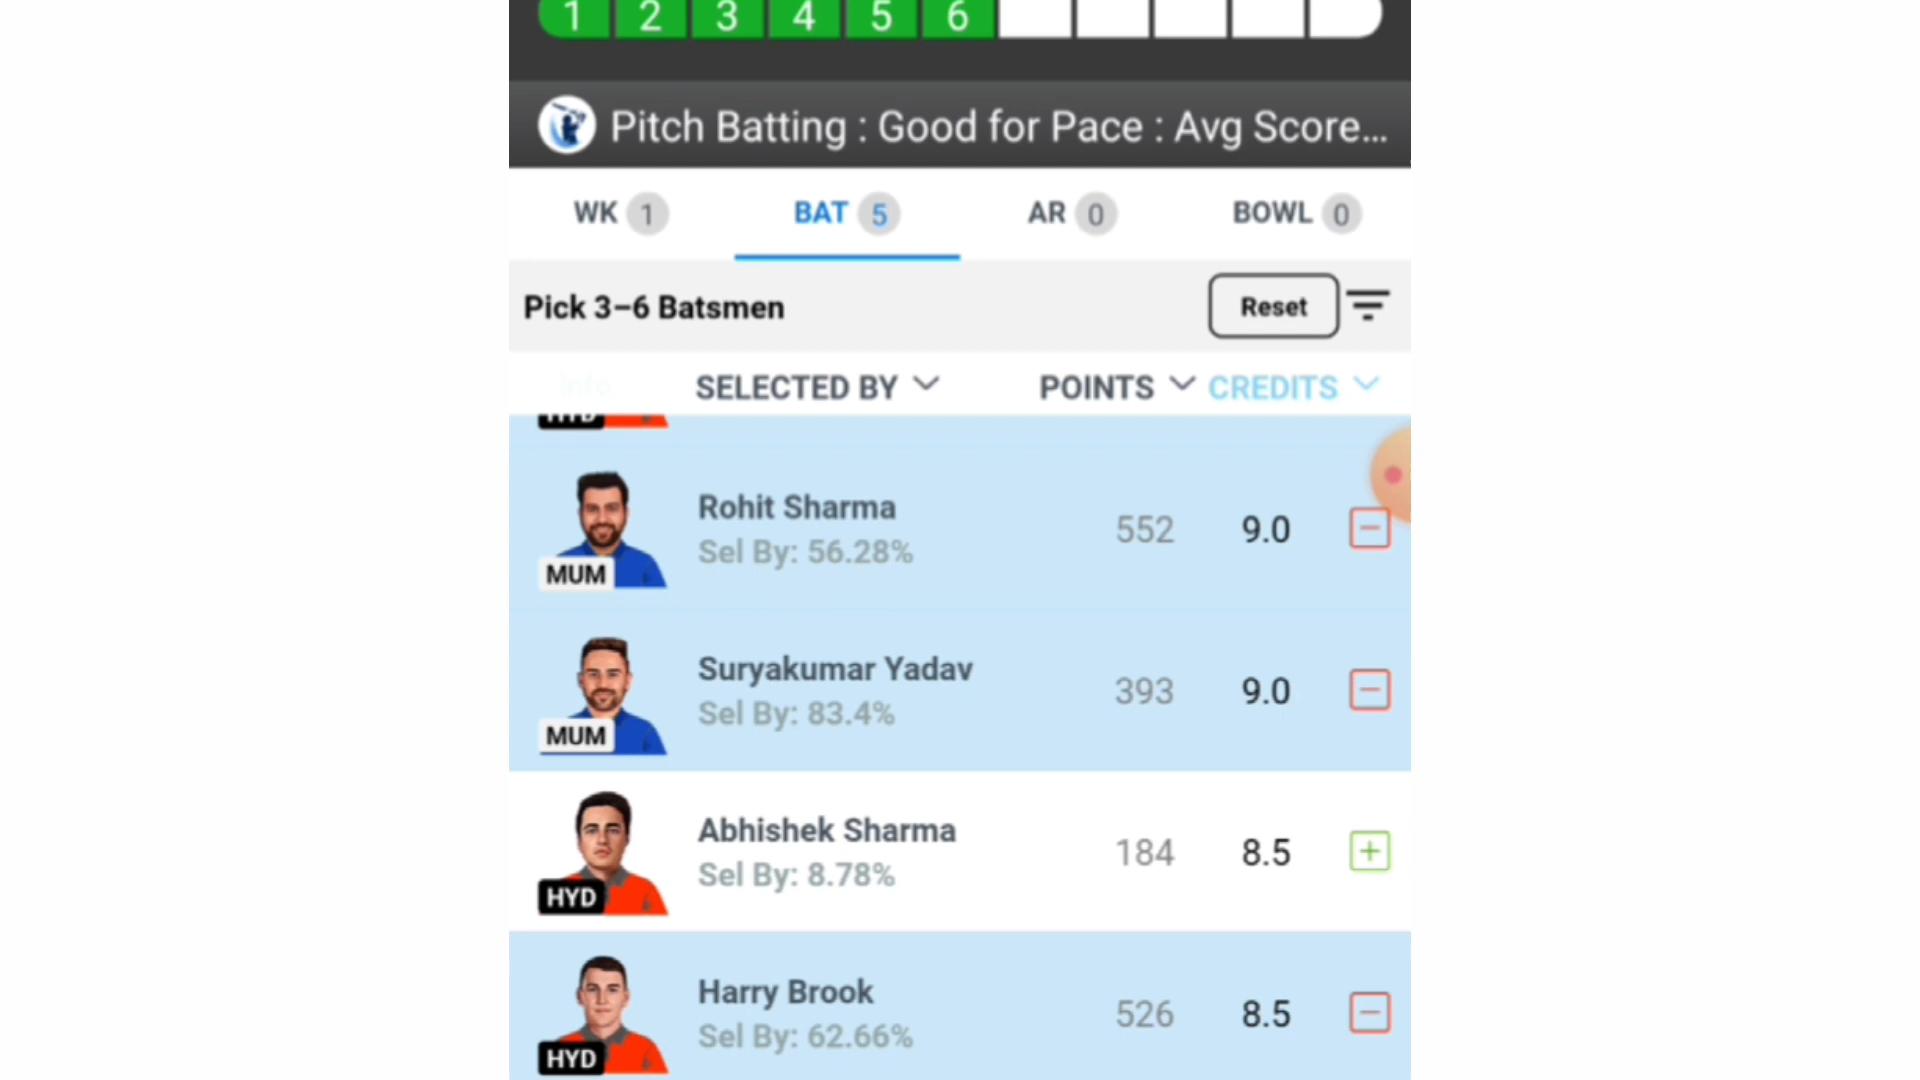 1 2 3 4 5 6
Pitch Batting : Good for Pace : Avg Score...
WK 1 BAT 5 AR 0 BOWL 0
Pick 3–6 Batsmen Reset
Info SELECTED BY POINTS CREDITS
HYD
Rohit Sharma
Sel By: 56.28%
552 9.0
MUM
Suryakumar Yadav
Sel By: 83.4%
393 9.0
MUM
Abhishek Sharma
Sel By: 8.78%
184 8.5
HYD
Harry Brook
Sel By: 62.66%
526 8.5
HYD